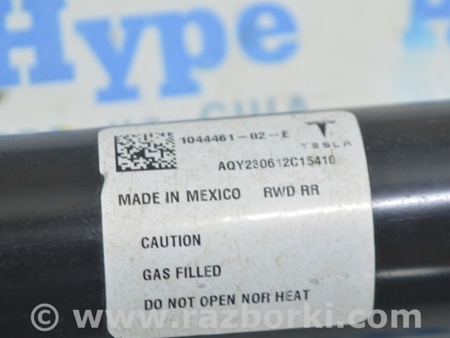 Hype
1044461-02-E
TESLA
AQY230612C15416
MADE IN MEXICO RWD RR
CAUTION
GAS FILLED
DO NOT OPEN NOR HEAT
© www.razborki.com